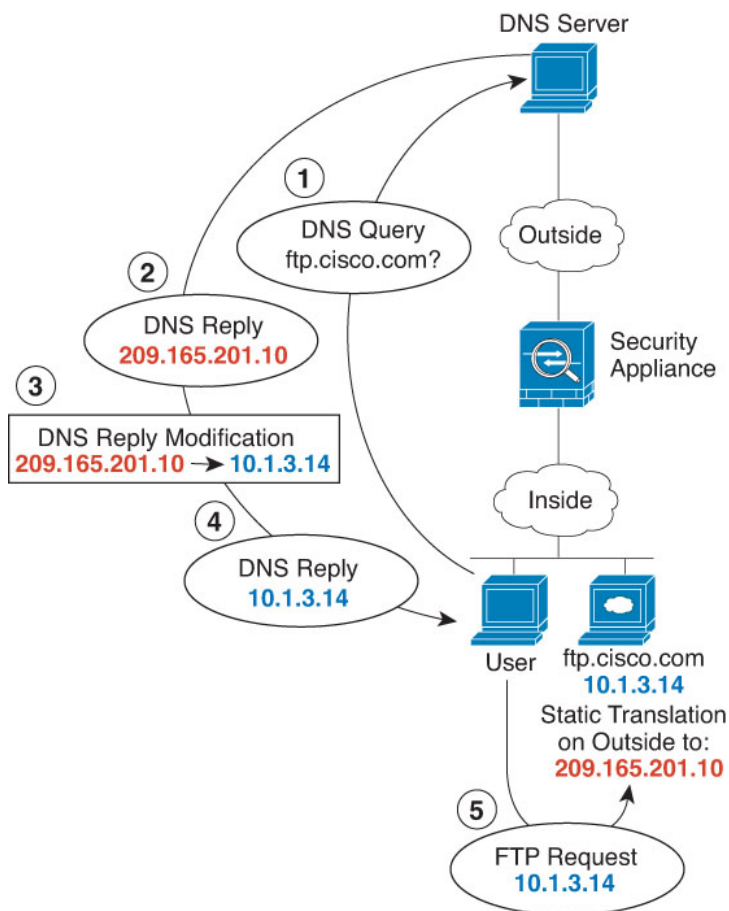 DNS Server
1
DNS Query
ftp.cisco.com?
Outside
2
DNS Reply
209.165.201.10
Security
Appliance
3
DNS Reply Modification
209.165.201.10 → 10.1.3.14
Inside
4
DNS Reply
10.1.3.14
User
ftp.cisco.com
10.1.3.14
Static Translation
on Outside to:
209.165.201.10
5
FTP Request
10.1.3.14